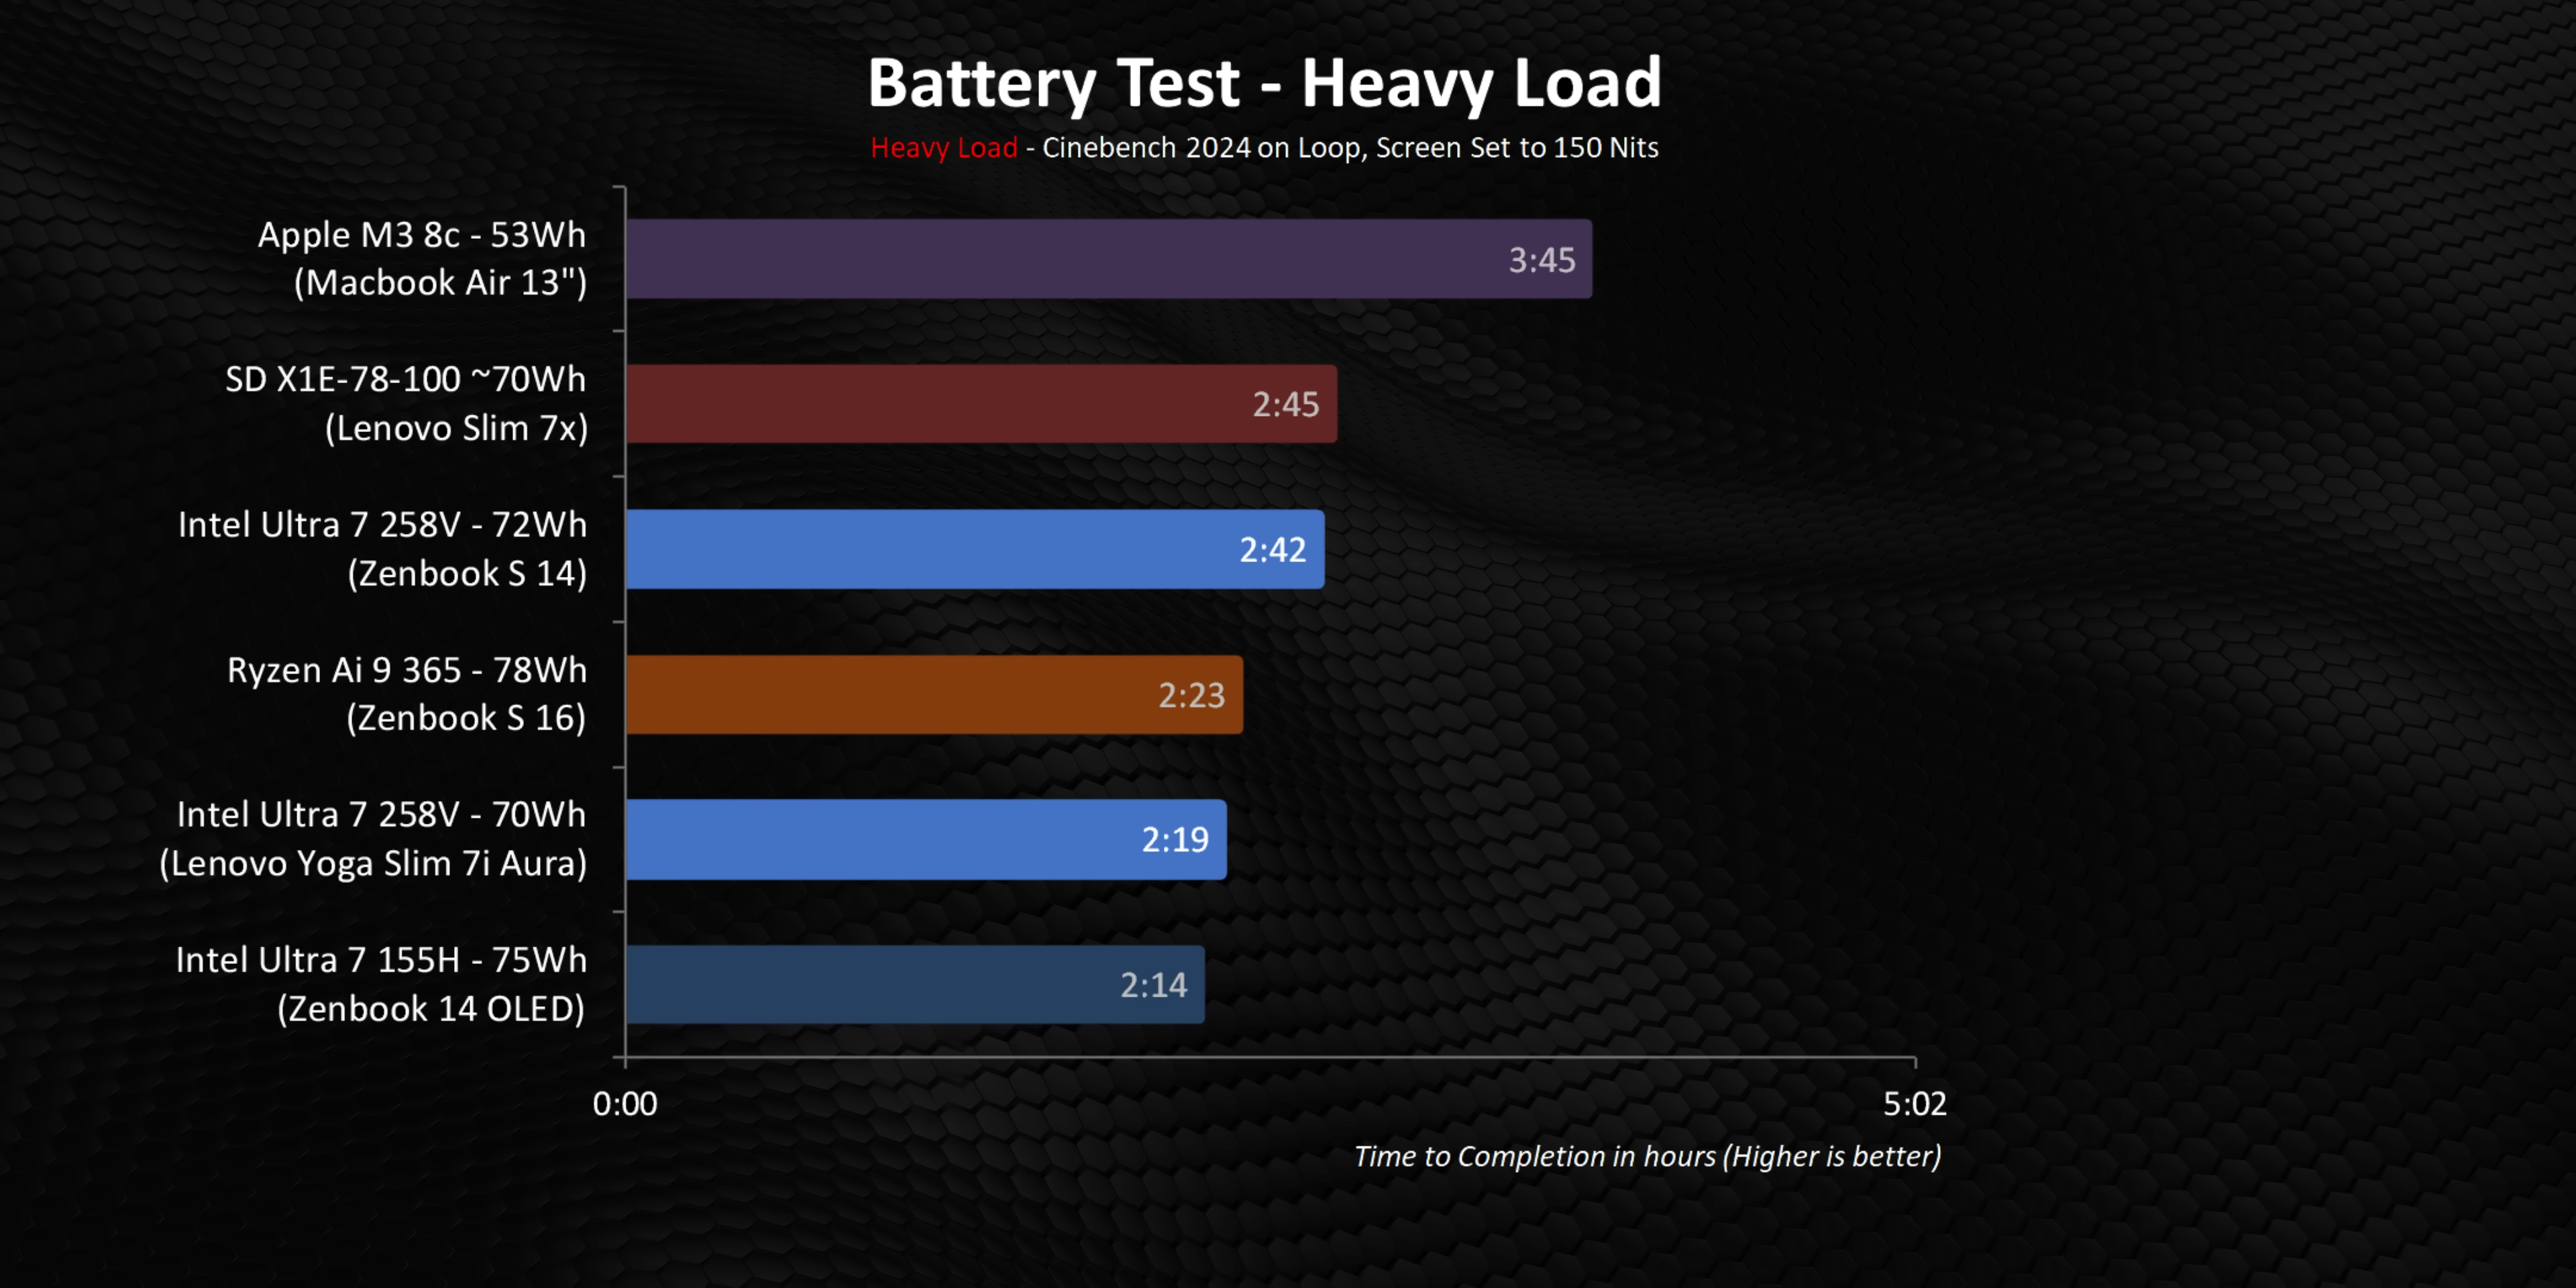 Battery Test - Heavy Load
Heavy Load - Cinebench 2024 on Loop, Screen Set to 150 Nits
Apple M3 8c - 53Wh
(Macbook Air 13")
3:45
SD X1E-78-100 ~70Wh
(Lenovo Slim 7x)
2:45
Intel Ultra 7 258V - 72Wh
(Zenbook S 14)
2:42
Ryzen Ai 9 365 - 78Wh
(Zenbook S 16)
2:23
Intel Ultra 7 258V - 70Wh
(Lenovo Yoga Slim 7i Aura)
2:19
Intel Ultra 7 155H - 75Wh
(Zenbook 14 OLED)
2:14
0:00
5:02
Time to Completion in hours (Higher is better)